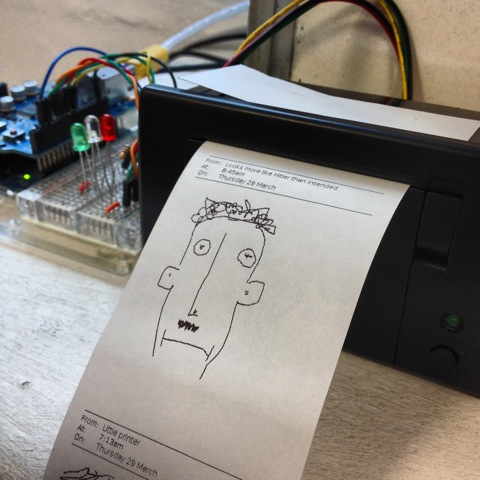 From: Looks more like Hitler than intended
At: 8:45am
On: Thursday 29 March
From: Little printer
At: 7:13am
On: Thursday 29 March